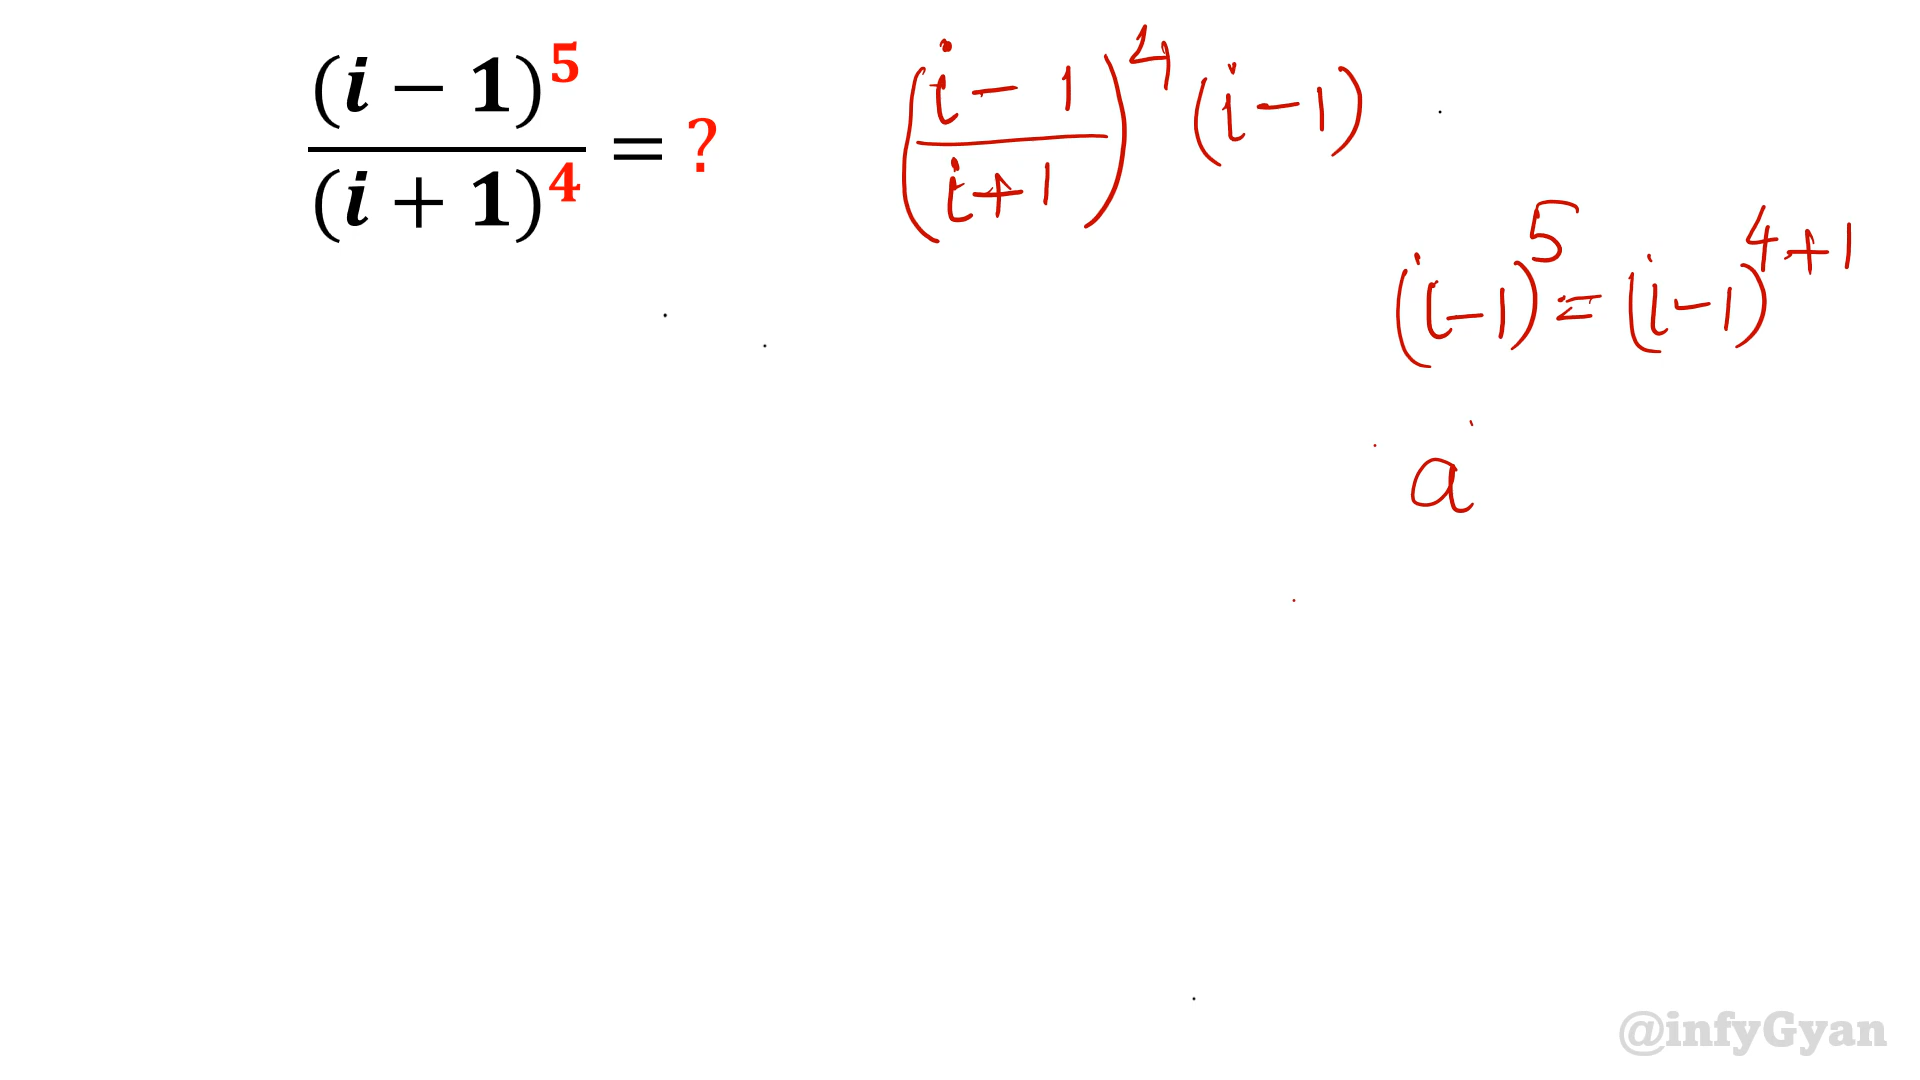 (i − 1)^5 / (i + 1)^4 = ?
((i − 1)/(i + 1))^4 (i − 1)
(i − 1)^5 = (i − 1)^{4+1}
a
@infyGyan